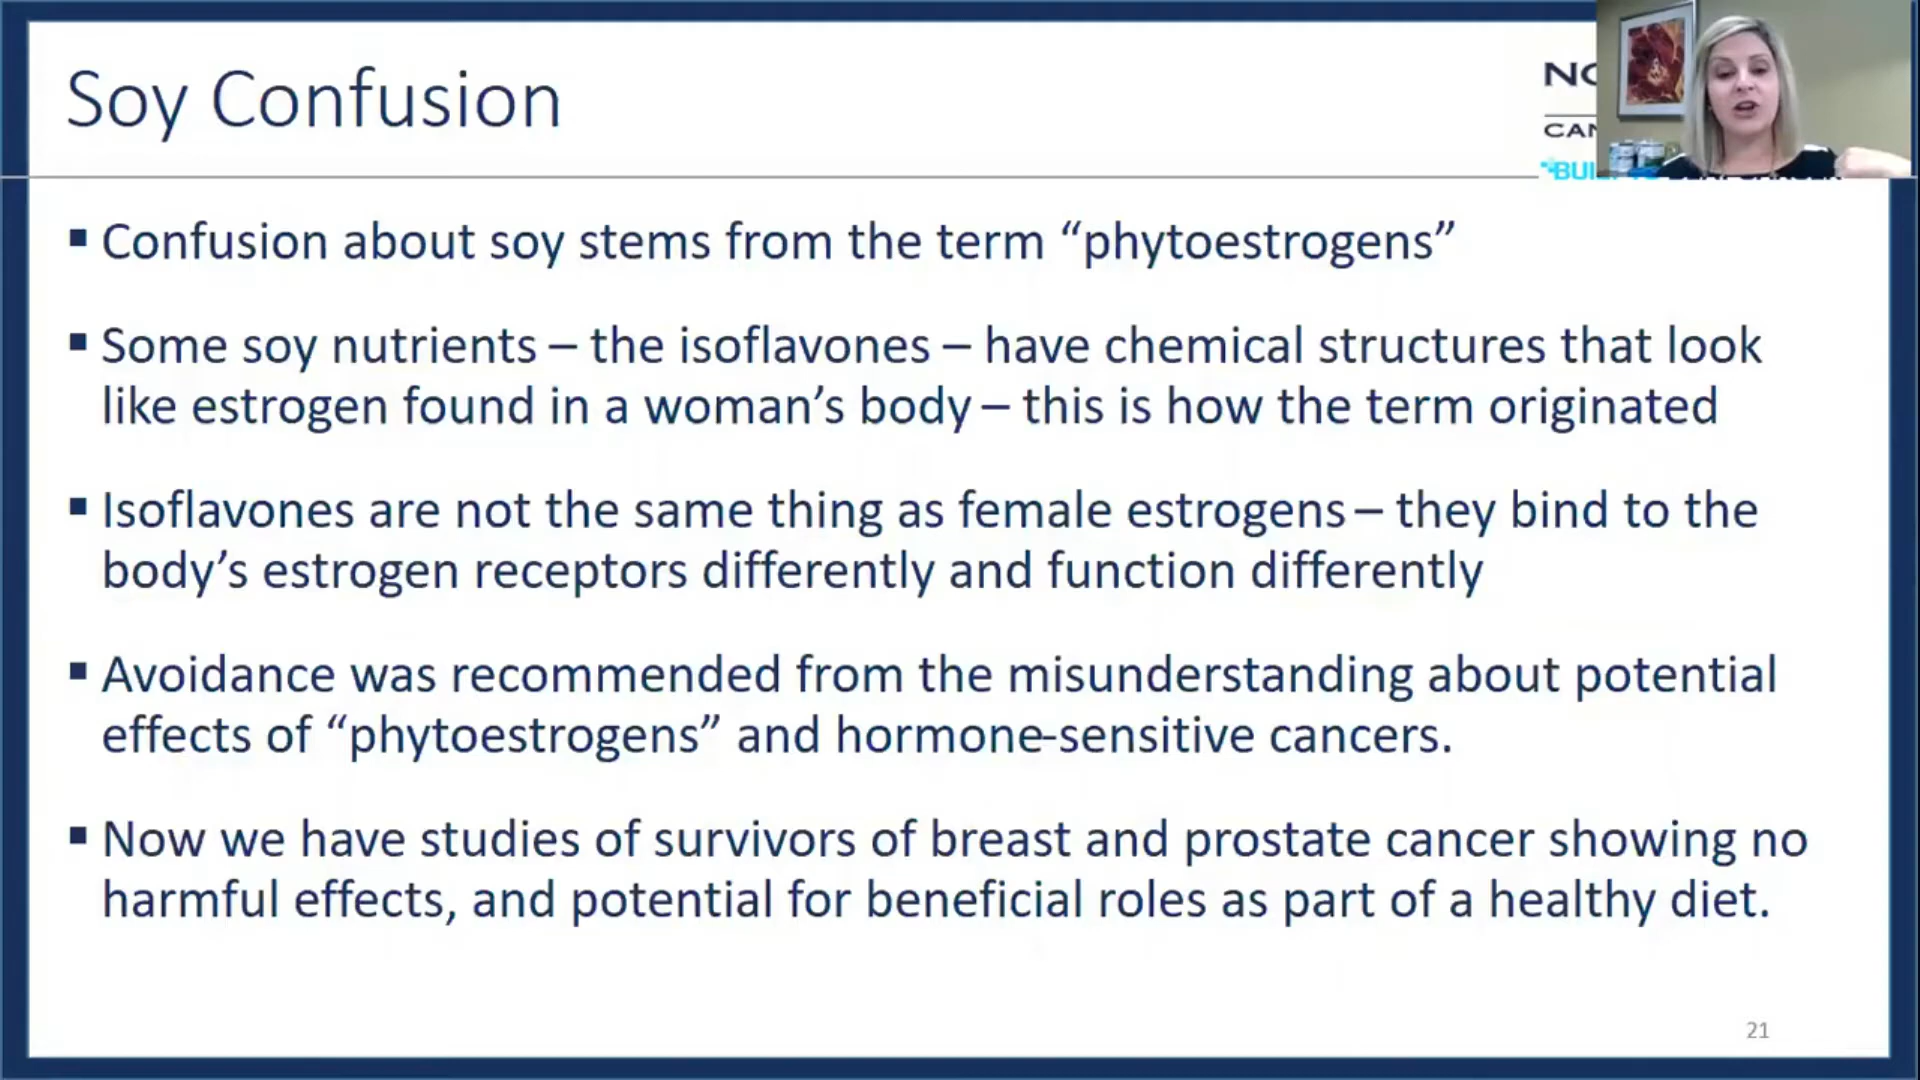 Soy Confusion
▪ Confusion about soy stems from the term “phytoestrogens”
▪ Some soy nutrients – the isoflavones – have chemical structures that look
like estrogen found in a woman’s body – this is how the term originated
▪ Isoflavones are not the same thing as female estrogens – they bind to the
body’s estrogen receptors differently and function differently
▪ Avoidance was recommended from the misunderstanding about potential
effects of “phytoestrogens” and hormone-sensitive cancers.
▪ Now we have studies of survivors of breast and prostate cancer showing no
harmful effects, and potential for beneficial roles as part of a healthy diet.
21